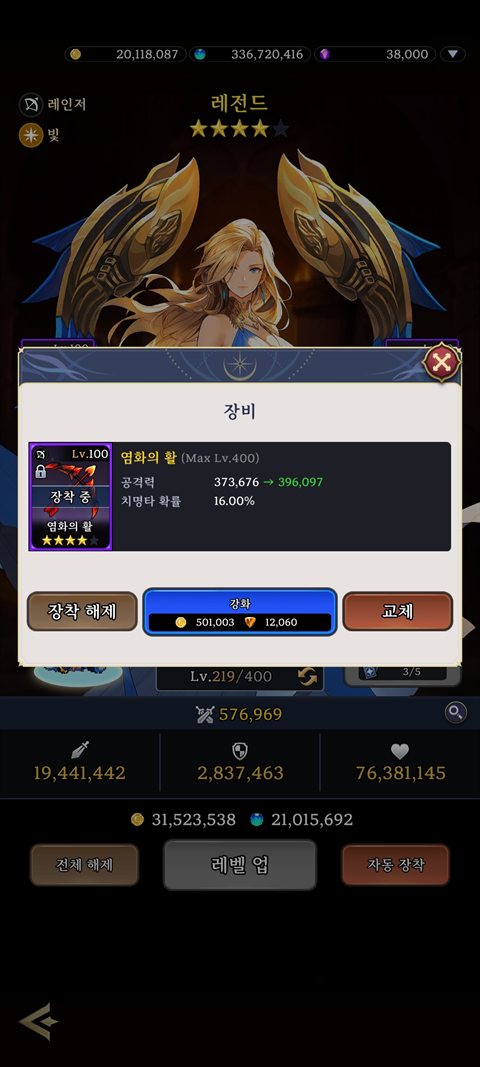 20,118,087 336,720,416 38,000
레인저
레전드
빛
장비
Lv.100
장착 중
염화의 활
염화의 활 (Max Lv.400)
공격력 373,676 → 396,097
치명타 확률 16.00%
장착 해제
강화
501,003 12,060
교체
Lv.219/400
3/5
576,969
19,441,442 2,837,463 76,381,145
31,523,538 21,015,692
전체 해제
레벨 업
자동 장착